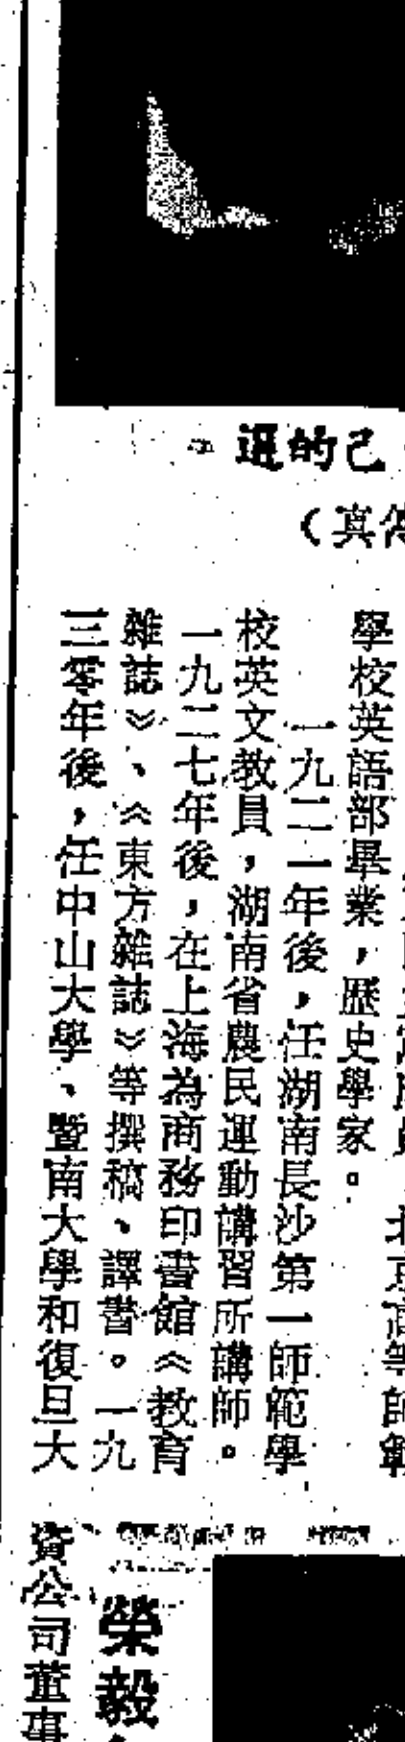 己的選
真（
學校英語部畢業，歷史學家。
一九二一年後，任湖南長沙第一師範學
校英文教員，湖南省農民運動講習所講師。
一九二七年後，在上海為商務印書館《教育
雜誌》、《東方雜誌》等撰稿、譯書。一九
三零年後，任中山大學、暨南大學和復旦大
榮毅
資公司董事